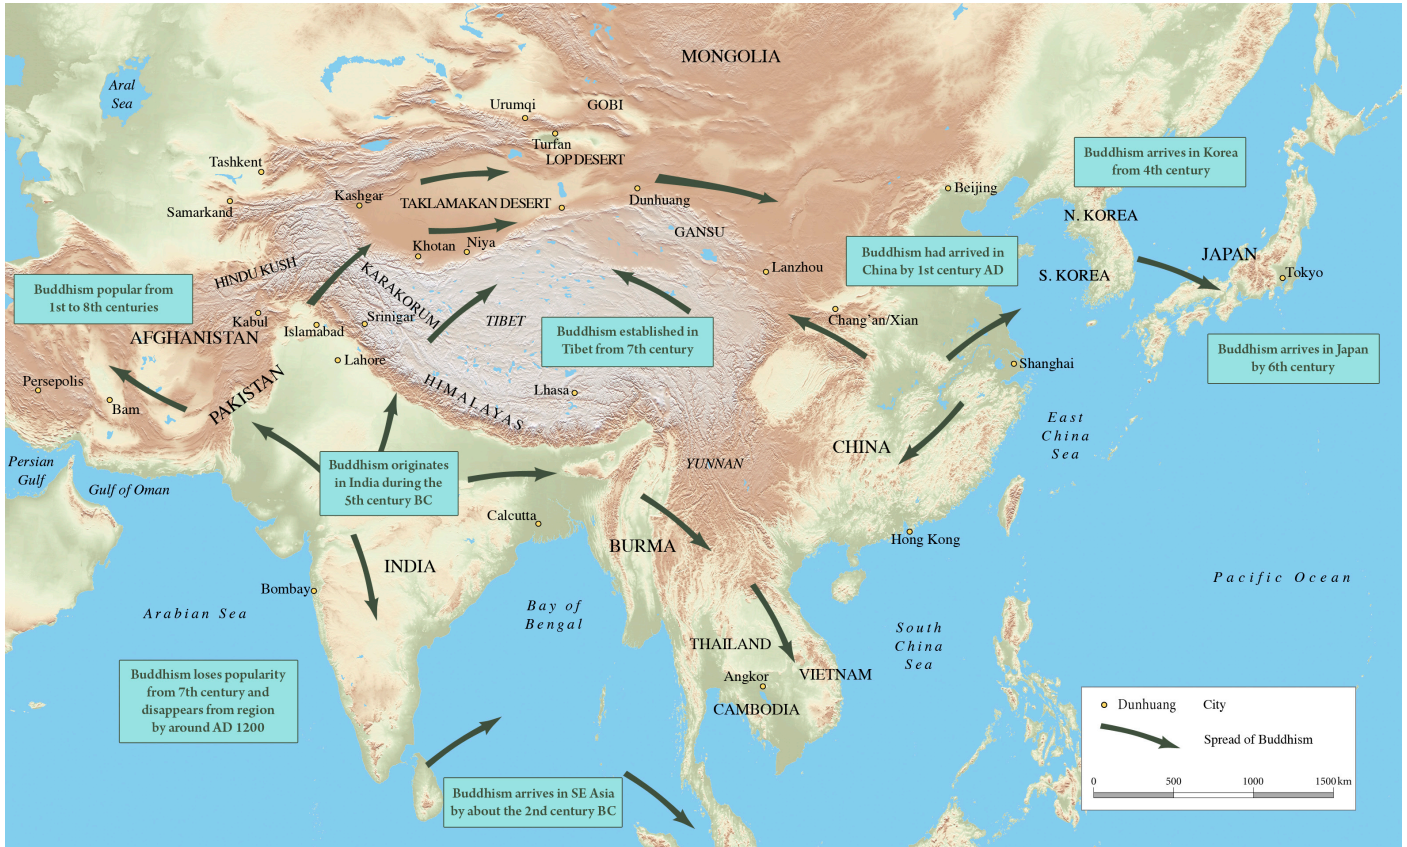 MONGOLIA
Aral
Sea
Urumqi
GOBI
Turfan
LOP DESERT
Tashkent
Samarkand
Kashgar
TAKLAMAKAN DESERT
Dunhuang
Beijing
Buddhism arrives in Korea
from 4th century
N. KOREA
GANSU
Khotan
Niya
Buddhism had arrived in
China by 1st century AD
JAPAN
S. KOREA
Tokyo
Lanzhou
HINDU KUSH
KARAKORUM
Buddhism popular from
1st to 8th centuries
Kabul
Islamabad
Srinigar
TIBET
Chang'an/Xian
AFGHANISTAN
Buddhism established in
Tibet from 7th century
Buddhism arrives in Japan
by 6th century
Lahore
Shanghai
Persepolis
Bam
PAKISTAN
HIMALAYAS
Lhasa
East
China
Sea
CHINA
YUNNAN
Persian
Gulf
Gulf of Oman
Buddhism originates
in India during the
5th century BC
Calcutta
Hong Kong
BURMA
INDIA
Bombay
Arabian Sea
Bay of
Bengal
Pacific Ocean
South
China
Sea
THAILAND
VIETNAM
Angkor
CAMBODIA
Buddhism loses popularity
from 7th century and
disappears from region
by around AD 1200
Buddhism arrives in SE Asia
by about the 2nd century BC
Dunhuang City
Spread of Buddhism
0 500 1000 1500 km